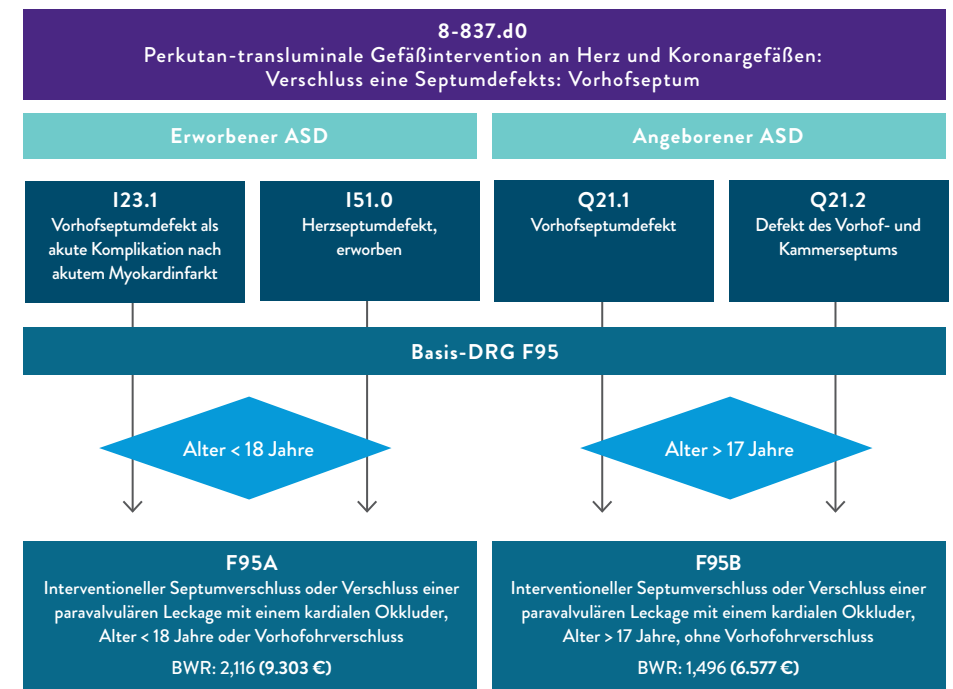 8-837.d0
Perkutan-transluminale Gefäßintervention an Herz und Koronargefäßen:
Verschluss eine Septumdefekts: Vorhofseptum
Erworbener ASD
Angeborener ASD
I23.1
Vorhofseptumdefekt als
akute Komplikation nach
akutem Myokardinfarkt
I51.0
Herzseptumdefekt,
erworben
Q21.1
Vorhofseptumdefekt
Q21.2
Defekt des Vorhof- und
Kammerseptums
Basis-DRG F95
Alter < 18 Jahre
Alter > 17 Jahre
F95A
Interventioneller Septumverschluss oder Verschluss einer
paravalvulären Leckage mit einem kardialen Okkluder,
Alter < 18 Jahre oder Vorhofohrverschluss
BWR: 2,116 (9.303 €)
F95B
Interventioneller Septumverschluss oder Verschluss einer
paravalvulären Leckage mit einem kardialen Okkluder,
Alter > 17 Jahre, ohne Vorhofohrverschluss
BWR: 1,496 (6.577 €)